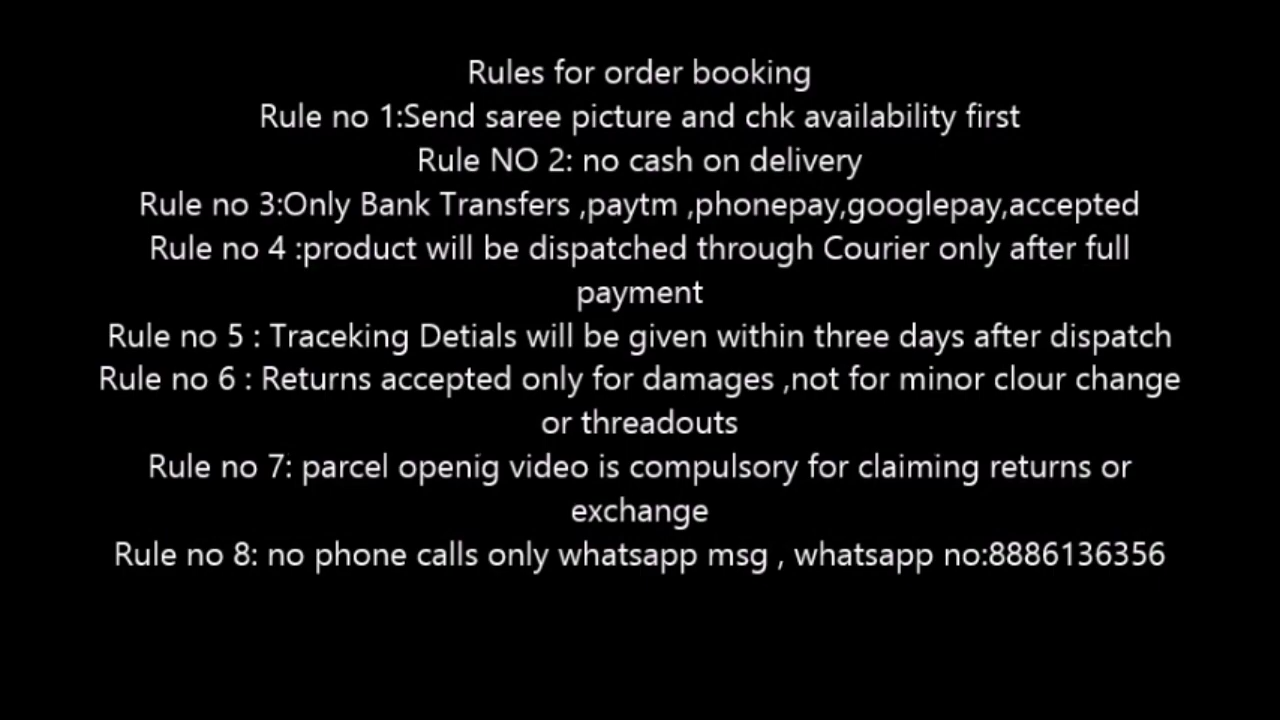 Rules for order booking
Rule no 1:Send saree picture and chk availability first
Rule NO 2: no cash on delivery
Rule no 3:Only Bank Transfers ,paytm ,phonepay,googlepay,accepted
Rule no 4 :product will be dispatched through Courier only after full
payment
Rule no 5 : Traceking Detials will be given within three days after dispatch
Rule no 6 : Returns accepted only for damages ,not for minor clour change
or threadouts
Rule no 7: parcel openig video is compulsory for claiming returns or
exchange
Rule no 8: no phone calls only whatsapp msg , whatsapp no:8886136356